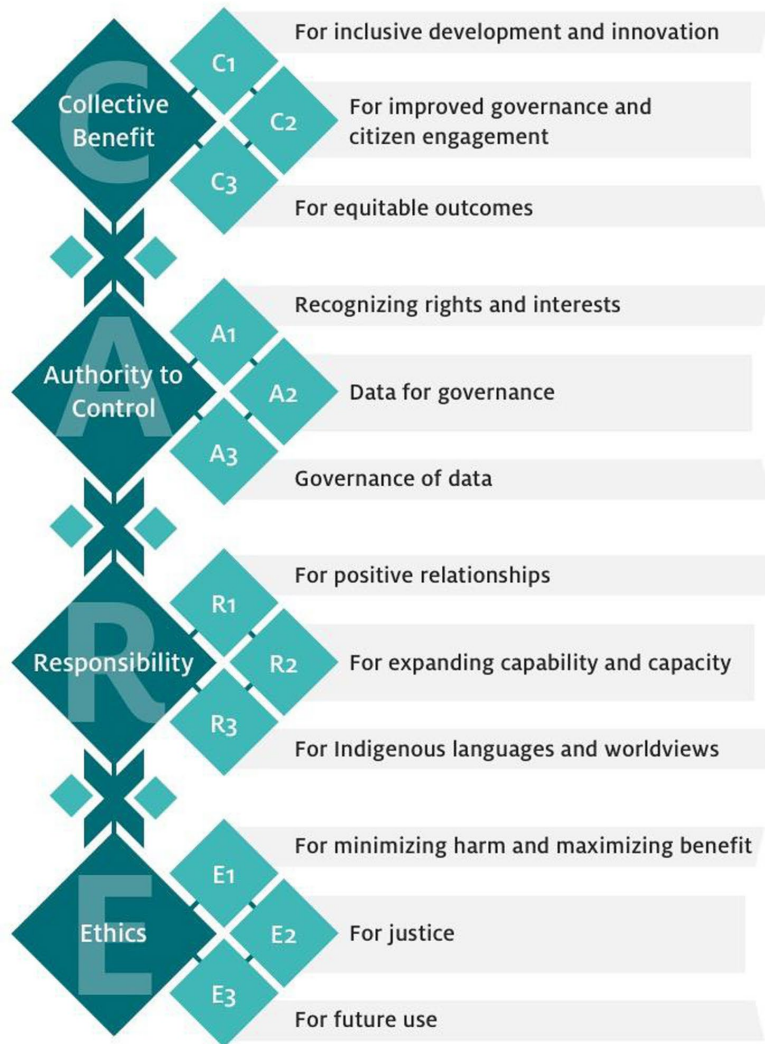 C
Collective
Benefit
C1
For inclusive development and innovation
C2
For improved governance and
citizen engagement
C3
For equitable outcomes
A
Authority to
Control
A1
Recognizing rights and interests
A2
Data for governance
A3
Governance of data
R
Responsibility
R1
For positive relationships
R2
For expanding capability and capacity
R3
For Indigenous languages and worldviews
E
Ethics
E1
For minimizing harm and maximizing benefit
E2
For justice
E3
For future use